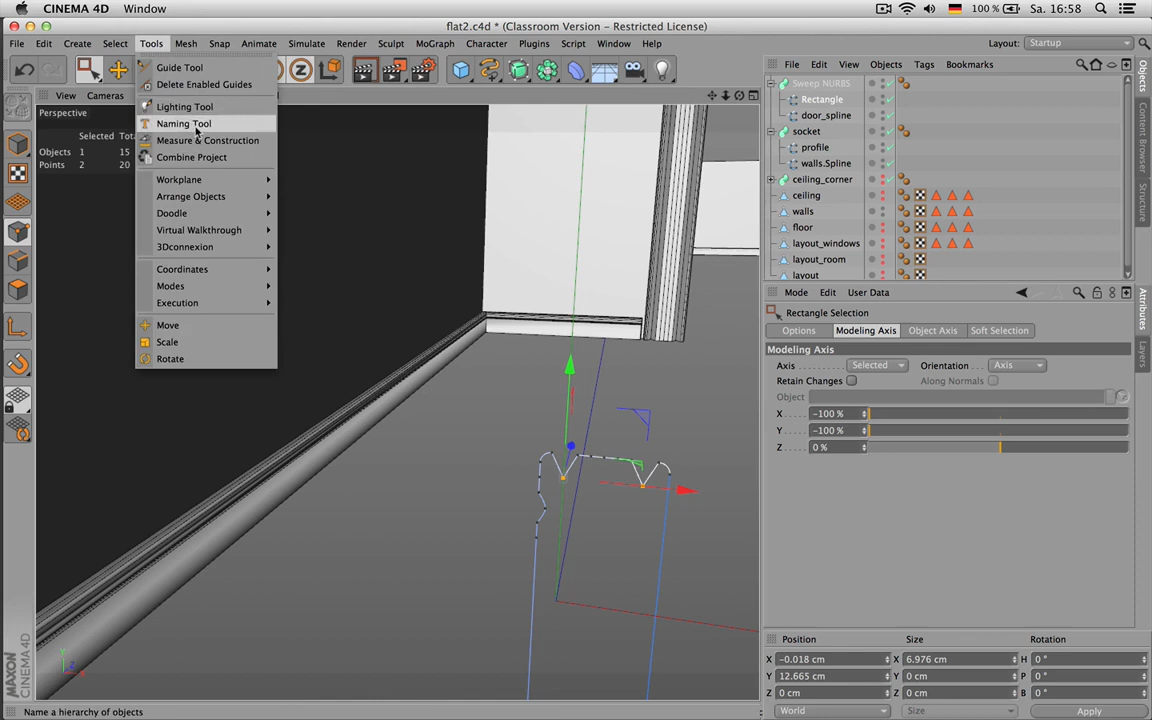 CINEMA 4D
100 %
Sa. 16:58
flat2.c4d * (Classroom Version - Restricted License)
File Edit Create Select Tools Mesh Snap Animate Simulate Render Sculpt MoGraph Character Plugins Script Window Help
Layout: Startup
View Cameras
Perspective
Selected
Objects 1 15
Points 2 20
Guide Tool
Delete Enabled Guides
Lighting Tool
Naming Tool
Measure & Construction
Combine Project
Workplane
Arrange Objects
Doodle
Virtual Walkthrough
3Dconnexion
Coordinates
Modes
Execution
Move
Scale
Rotate
Y
X
Z
File Edit View Objects Tags Bookmarks
Sweep NURBS
Rectangle
door_spline
socket
profile
walls.Spline
ceiling_corner
ceiling
walls
floor
layout_windows
layout_room
layout
Objects
Content Browser
Structure
Mode Edit User Data
Rectangle Selection
Options Modeling Axis Object Axis Soft Selection
Modeling Axis
Axis Selected Orientation Axis
Retain Changes Along Normals
Object
X -100 %
Y -100 %
Z 0 %
Attributes
Layers
Position Size Rotation
X -0.018 cm X 6.976 cm H 0 °
Y 12.665 cm Y 0 cm P 0 °
Z 0 cm Z 0 cm B 0 °
World Size Apply
MAXON
CINEMA 4D
Name a hierarchy of objects